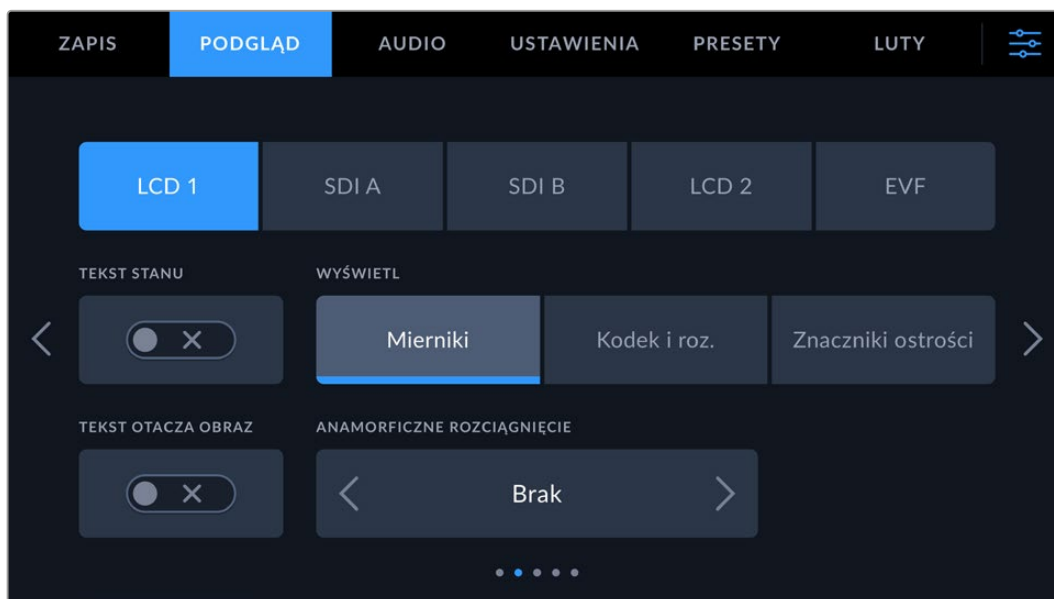 ZAPIS PODGLĄD AUDIO USTAWIENIA PRESETY LUTY
LCD 1 SDI A SDI B LCD 2 EVF
TEKST STANU WYŚWIETL
Mierniki Kodek i roz. Znaczniki ostrości
TEKST OTACZA OBRAZ ANAMORFICZNE ROZCIĄGNIĘCIE
Brak